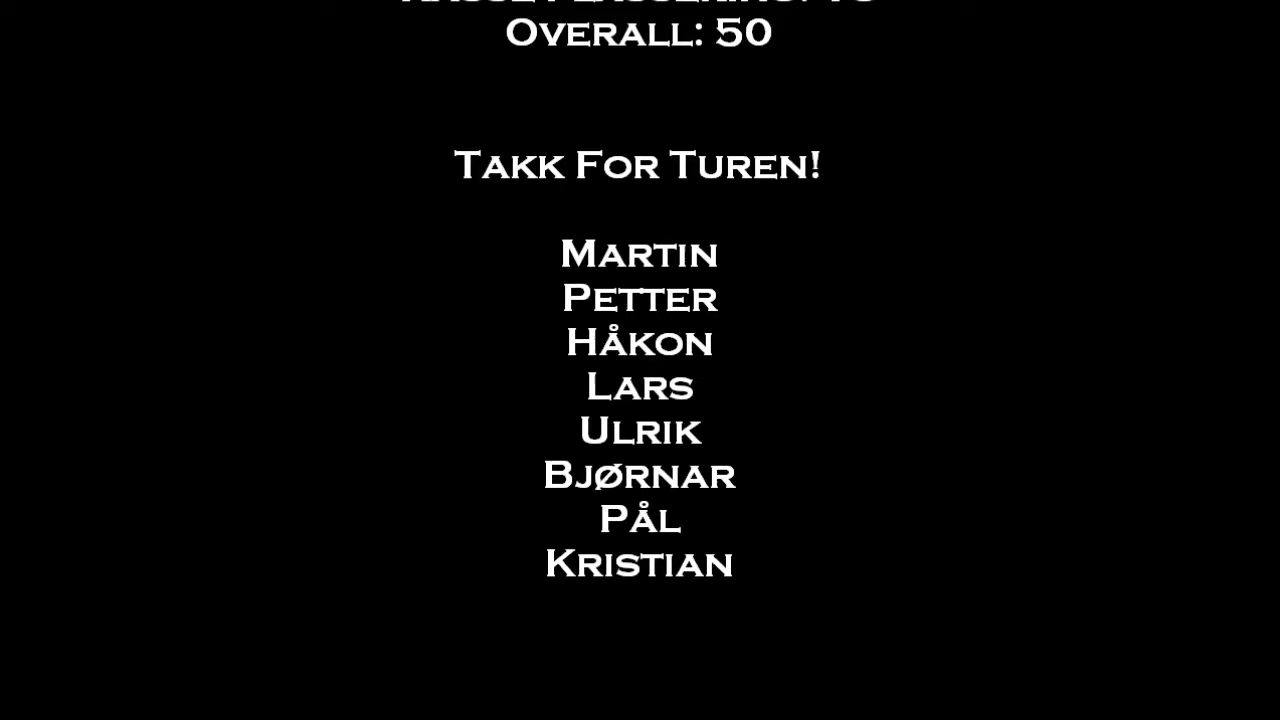 Overall: 50
Takk For Turen!
Martin
Petter
Håkon
Lars
Ulrik
Bjørnar
Pål
Kristian